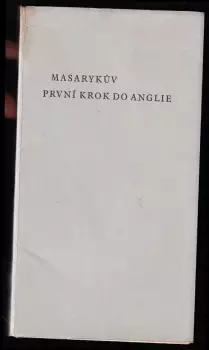 MASARYKŮV
PRVNÍ KROK DO ANGLIE